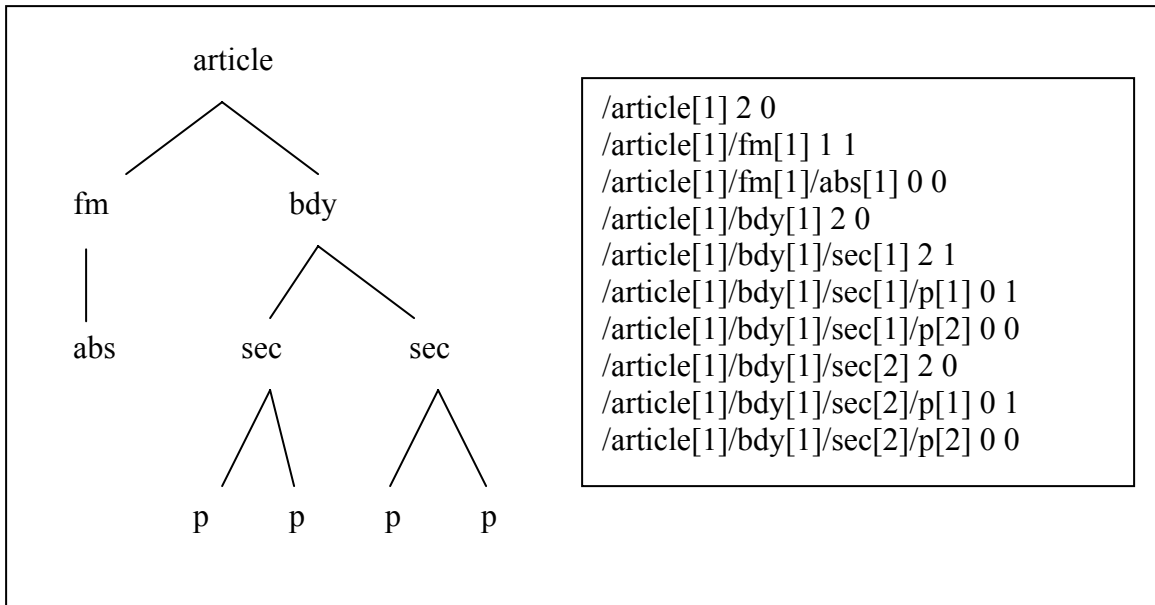 article
fm bdy
abs sec sec
p p p p
/article[1] 2 0
/article[1]/fm[1] 1 1
/article[1]/fm[1]/abs[1] 0 0
/article[1]/bdy[1] 2 0
/article[1]/bdy[1]/sec[1] 2 1
/article[1]/bdy[1]/sec[1]/p[1] 0 1
/article[1]/bdy[1]/sec[1]/p[2] 0 0
/article[1]/bdy[1]/sec[2] 2 0
/article[1]/bdy[1]/sec[2]/p[1] 0 1
/article[1]/bdy[1]/sec[2]/p[2] 0 0